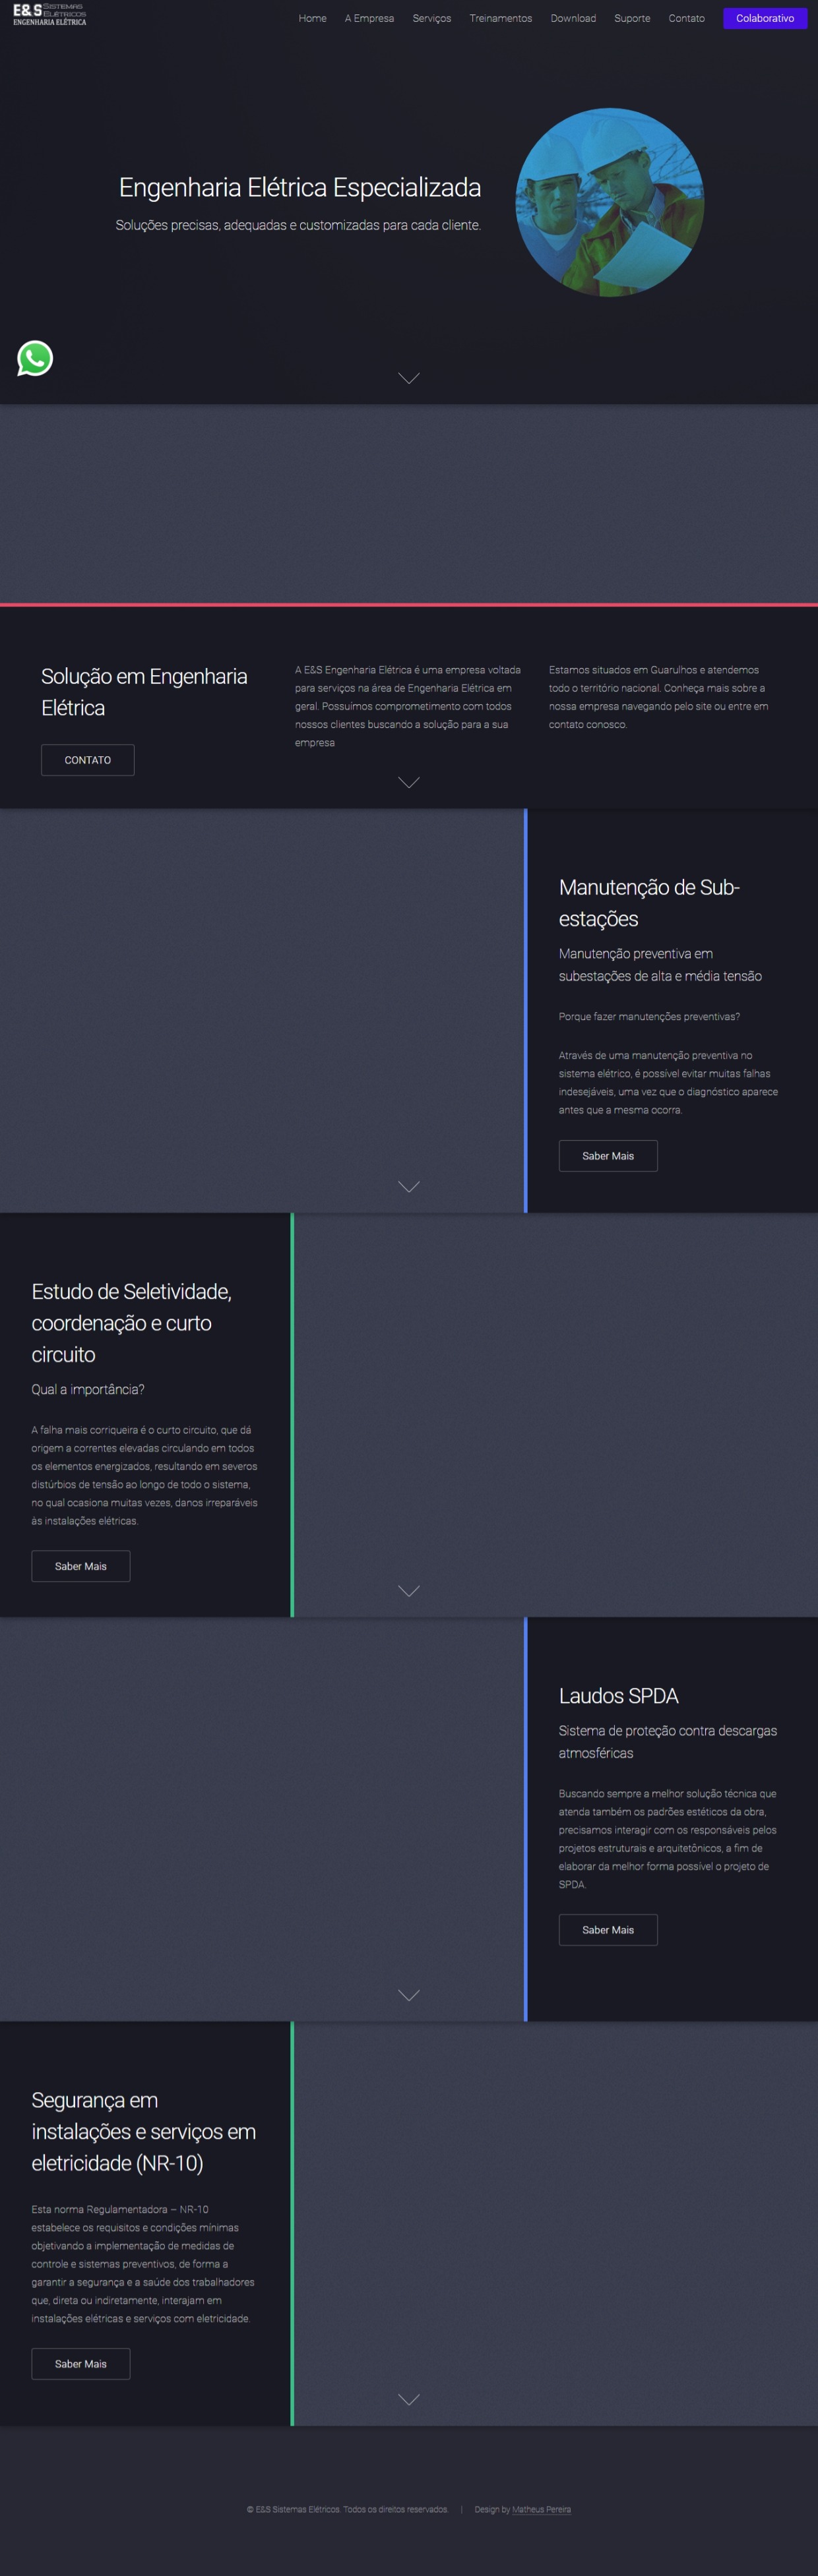 E&S SISTEMAS
ELÉTRICOS
ENGENHARIA ELÉTRICA
Home A Empresa Serviços Treinamentos Download Suporte Contato Colaborativo
Engenharia Elétrica Especializada
Soluções precisas, adequadas e customizadas para cada cliente.
Solução em Engenharia
Elétrica
CONTATO
A E&S Engenharia Elétrica é uma empresa voltada
para serviços na área de Engenharia Elétrica em
geral. Possuímos comprometimento com todos
nossos clientes buscando a solução para a sua
empresa
Estamos situados em Guarulhos e atendemos
todo o território nacional. Conheça mais sobre a
nossa empresa navegando pelo site ou entre em
contato conosco.
Manutenção de Sub-
estações
Manutenção preventiva em
subestações de alta e média tensão
Porque fazer manutenções preventivas?
Através de uma manutenção preventiva no
sistema elétrico, é possível evitar muitas falhas
indesejáveis, uma vez que o diagnóstico aparece
antes que a mesma ocorra.
Saber Mais
Estudo de Seletividade,
coordenação e curto
circuito
Qual a importância?
A falha mais corriqueira é o curto circuito, que dá
origem a correntes elevadas circulando em todos
os elementos energizados, resultando em severos
distúrbios de tensão ao longo de todo o sistema,
no qual ocasiona muitas vezes, danos irreparáveis
às instalações elétricas.
Saber Mais
Laudos SPDA
Sistema de proteção contra descargas
atmosféricas
Buscando sempre a melhor solução técnica que
atenda também os padrões estéticos da obra,
precisamos interagir com os responsáveis pelos
projetos estruturais e arquitetônicos, a fim de
elaborar da melhor forma possível o projeto de
SPDA.
Saber Mais
Segurança em
instalações e serviços em
eletricidade (NR-10)
Esta norma Regulamentadora – NR-10
estabelece os requisitos e condições mínimas
objetivando a implementação de medidas de
controle e sistemas preventivos, de forma a
garantir a segurança e a saúde dos trabalhadores
que, direta ou indiretamente, interajam em
instalações elétricas e serviços com eletricidade.
Saber Mais
© E&S Sistemas Elétricos. Todos os direitos reservados | Design by Matheus Pereira